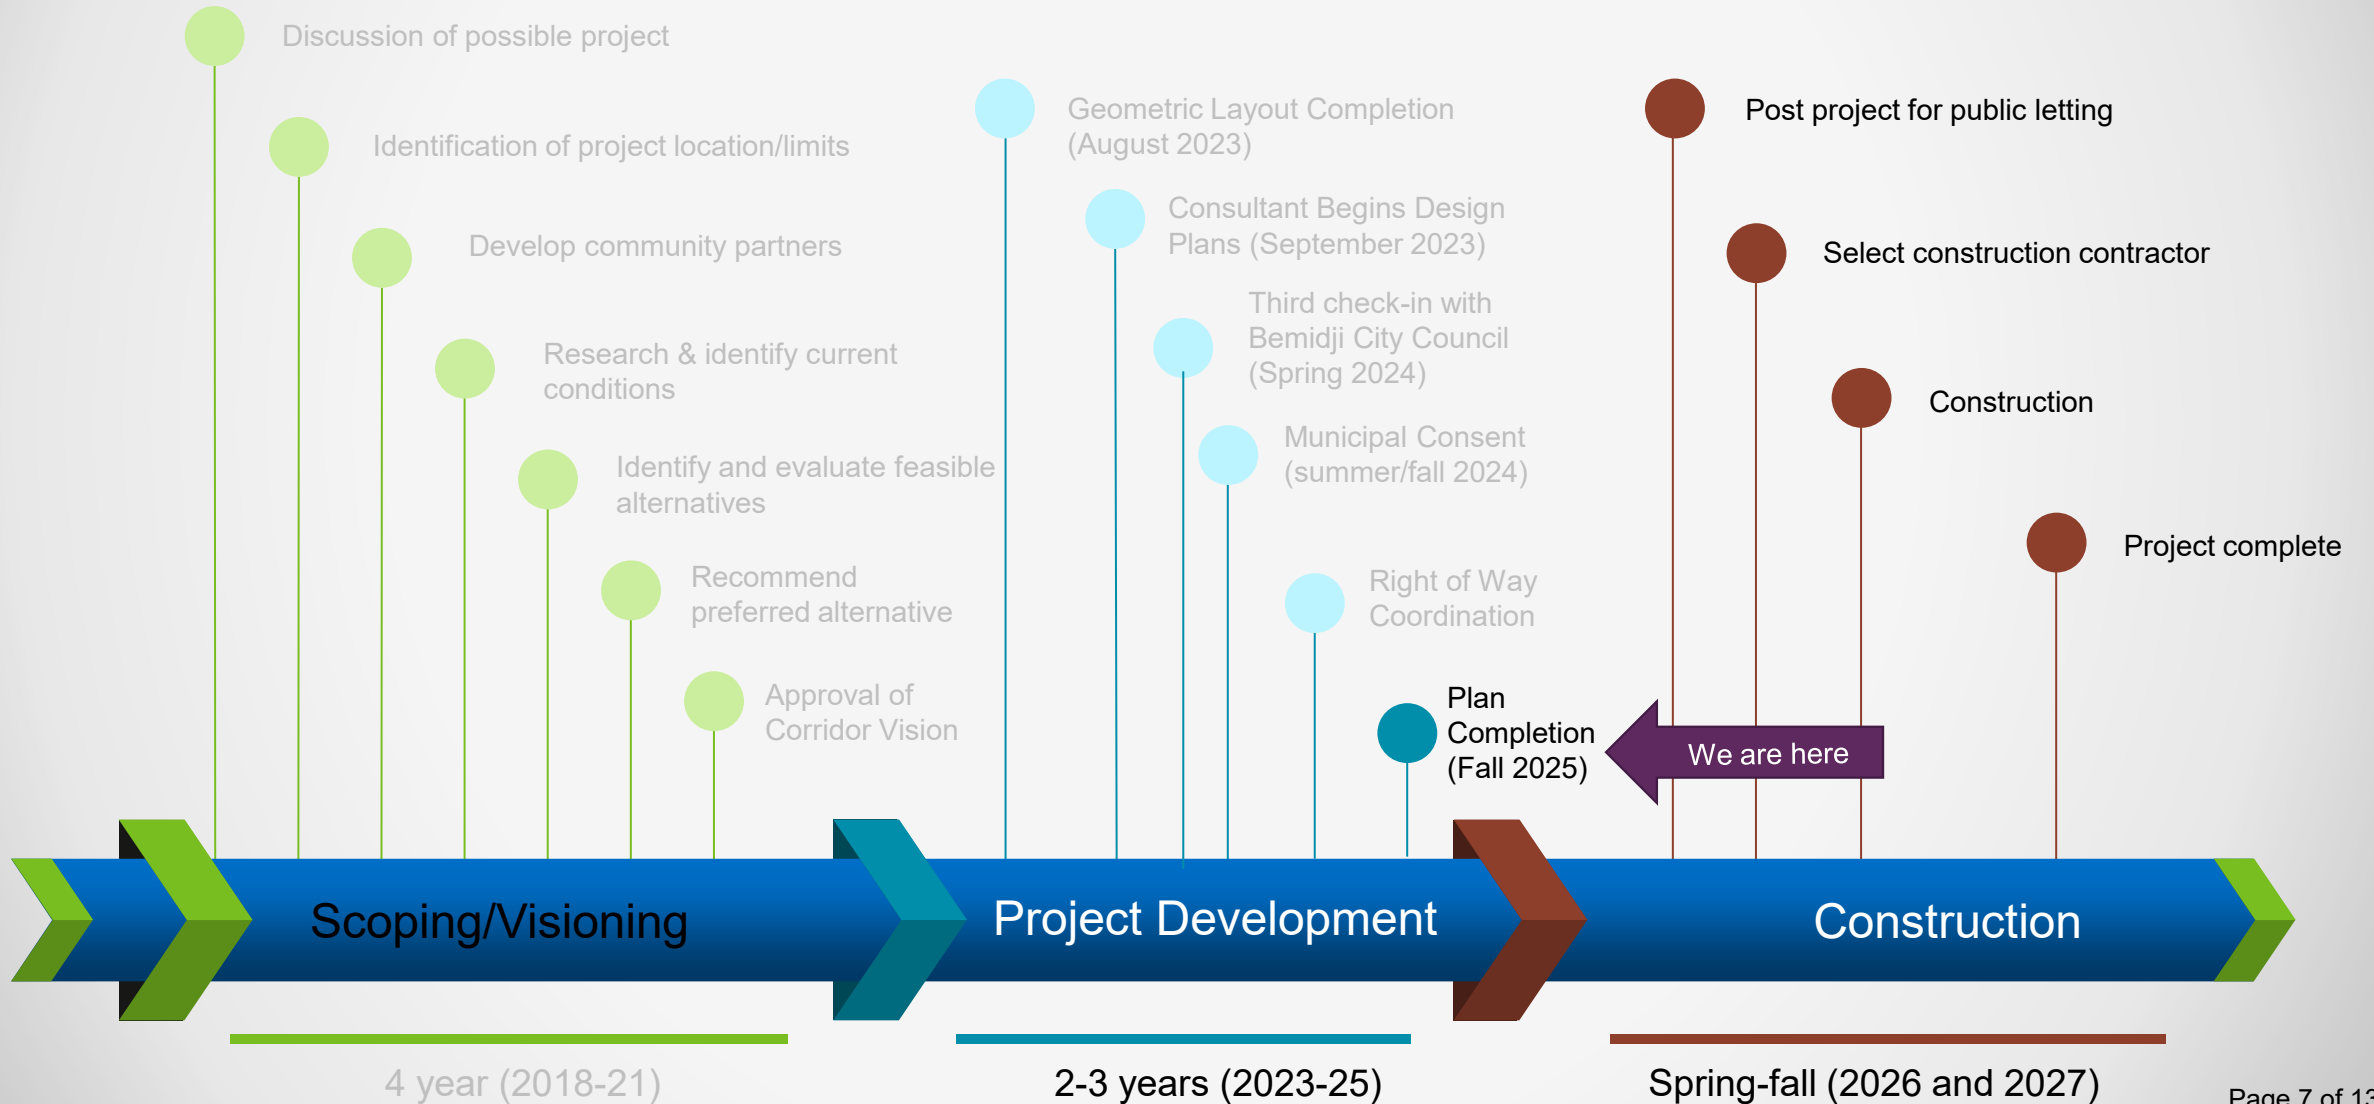 Discussion of possible project
Identification of project location/limits
Develop community partners
Research & identify current
conditions
Identify and evaluate feasible
alternatives
Recommend
preferred alternative
Approval of
Corridor Vision
Geometric Layout Completion
(August 2023)
Consultant Begins Design
Plans (September 2023)
Third check-in with
Bemidji City Council
(Spring 2024)
Municipal Consent
(summer/fall 2024)
Right of Way
Coordination
Plan
Completion
(Fall 2025)
We are here
Post project for public letting
Select construction contractor
Construction
Project complete
Scoping/Visioning
Project Development
Construction
4 year (2018-21)
2-3 years (2023-25)
Spring-fall (2026 and 2027)
Page 7 of 13